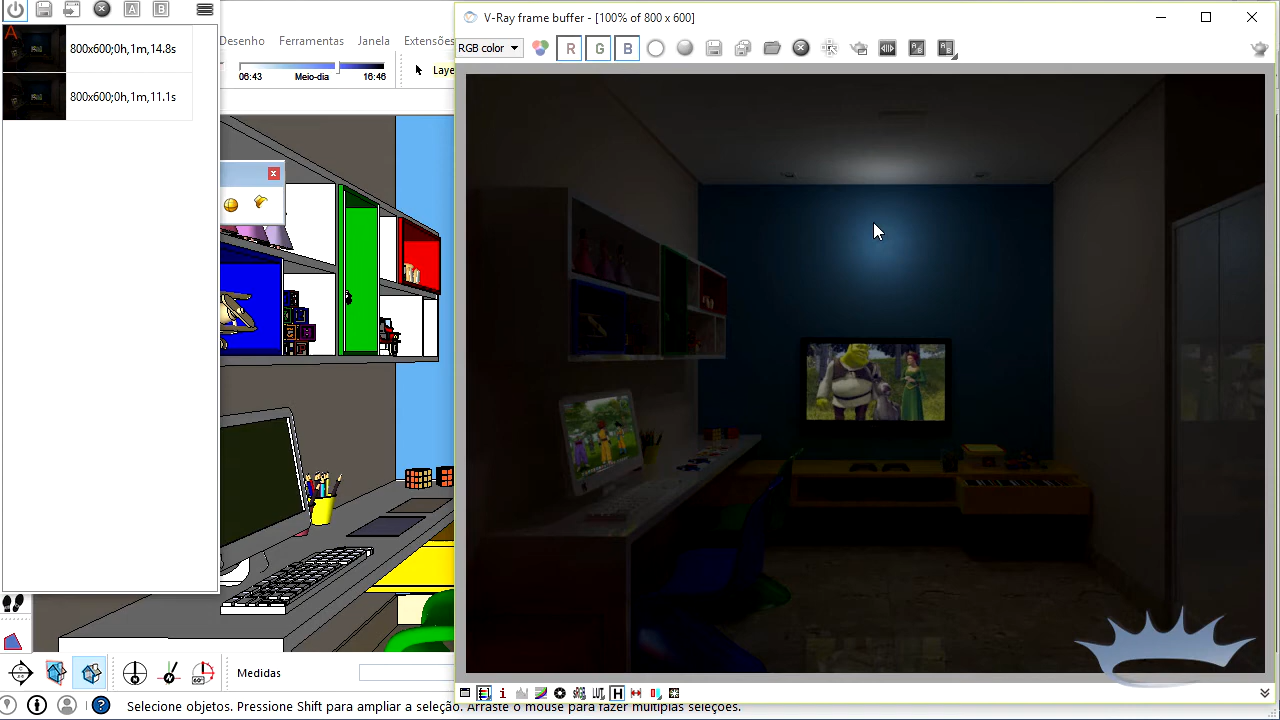 V-Ray frame buffer - [100% of 800 x 600]
A B
RGB color R G B
A 800x600;0h,1m,14.8s
800x600;0h,1m,11.1s
Desenho Ferramentas Janela Extensões
06:43 Meio-dia 16:46
Laye
Medidas
LUT H
Selecione objetos. Pressione Shift para ampliar a seleção. Arraste o mouse para fazer múltiplas seleções.